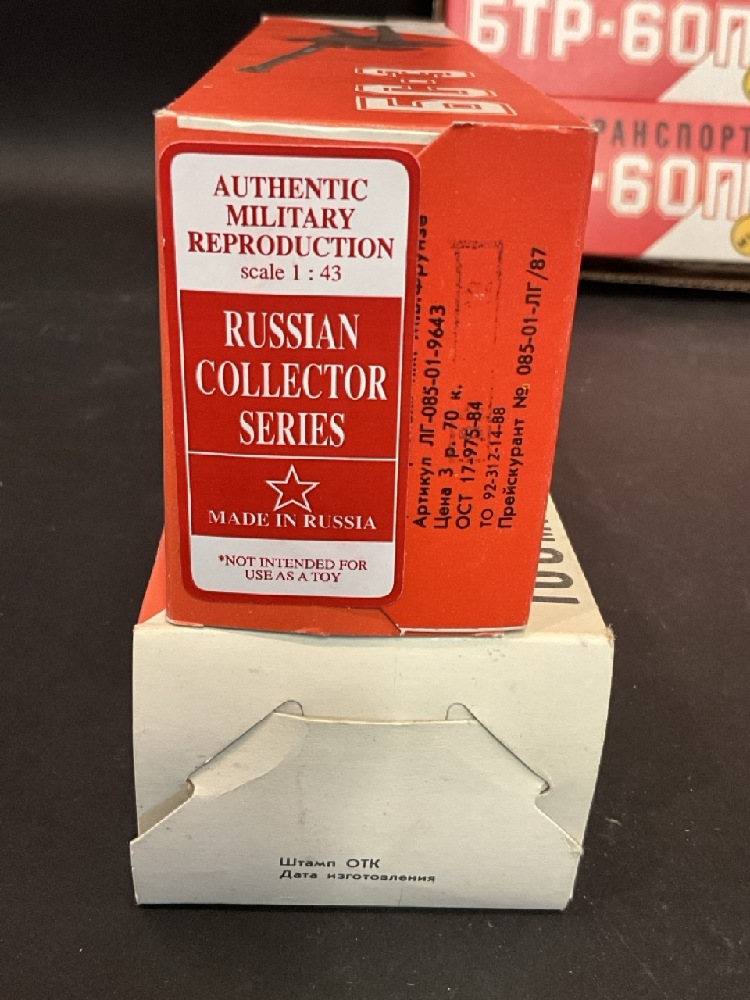 БТР-60П
РАНСПОРТ
-60П
AUTHENTIC
MILITARY
REPRODUCTION
scale 1 : 43
RUSSIAN
COLLECTOR
SERIES
MADE IN RUSSIA
*NOT INTENDED FOR
USE AS A TOY
Артикул ЛГ-085-01-9643
Цена 3 р. 70 к.
ОСТ 17-975-84
ТО 92-312-14-88
Прейскурант № 085-01-ЛГ/87
Штамп ОТК
Дата изготовления